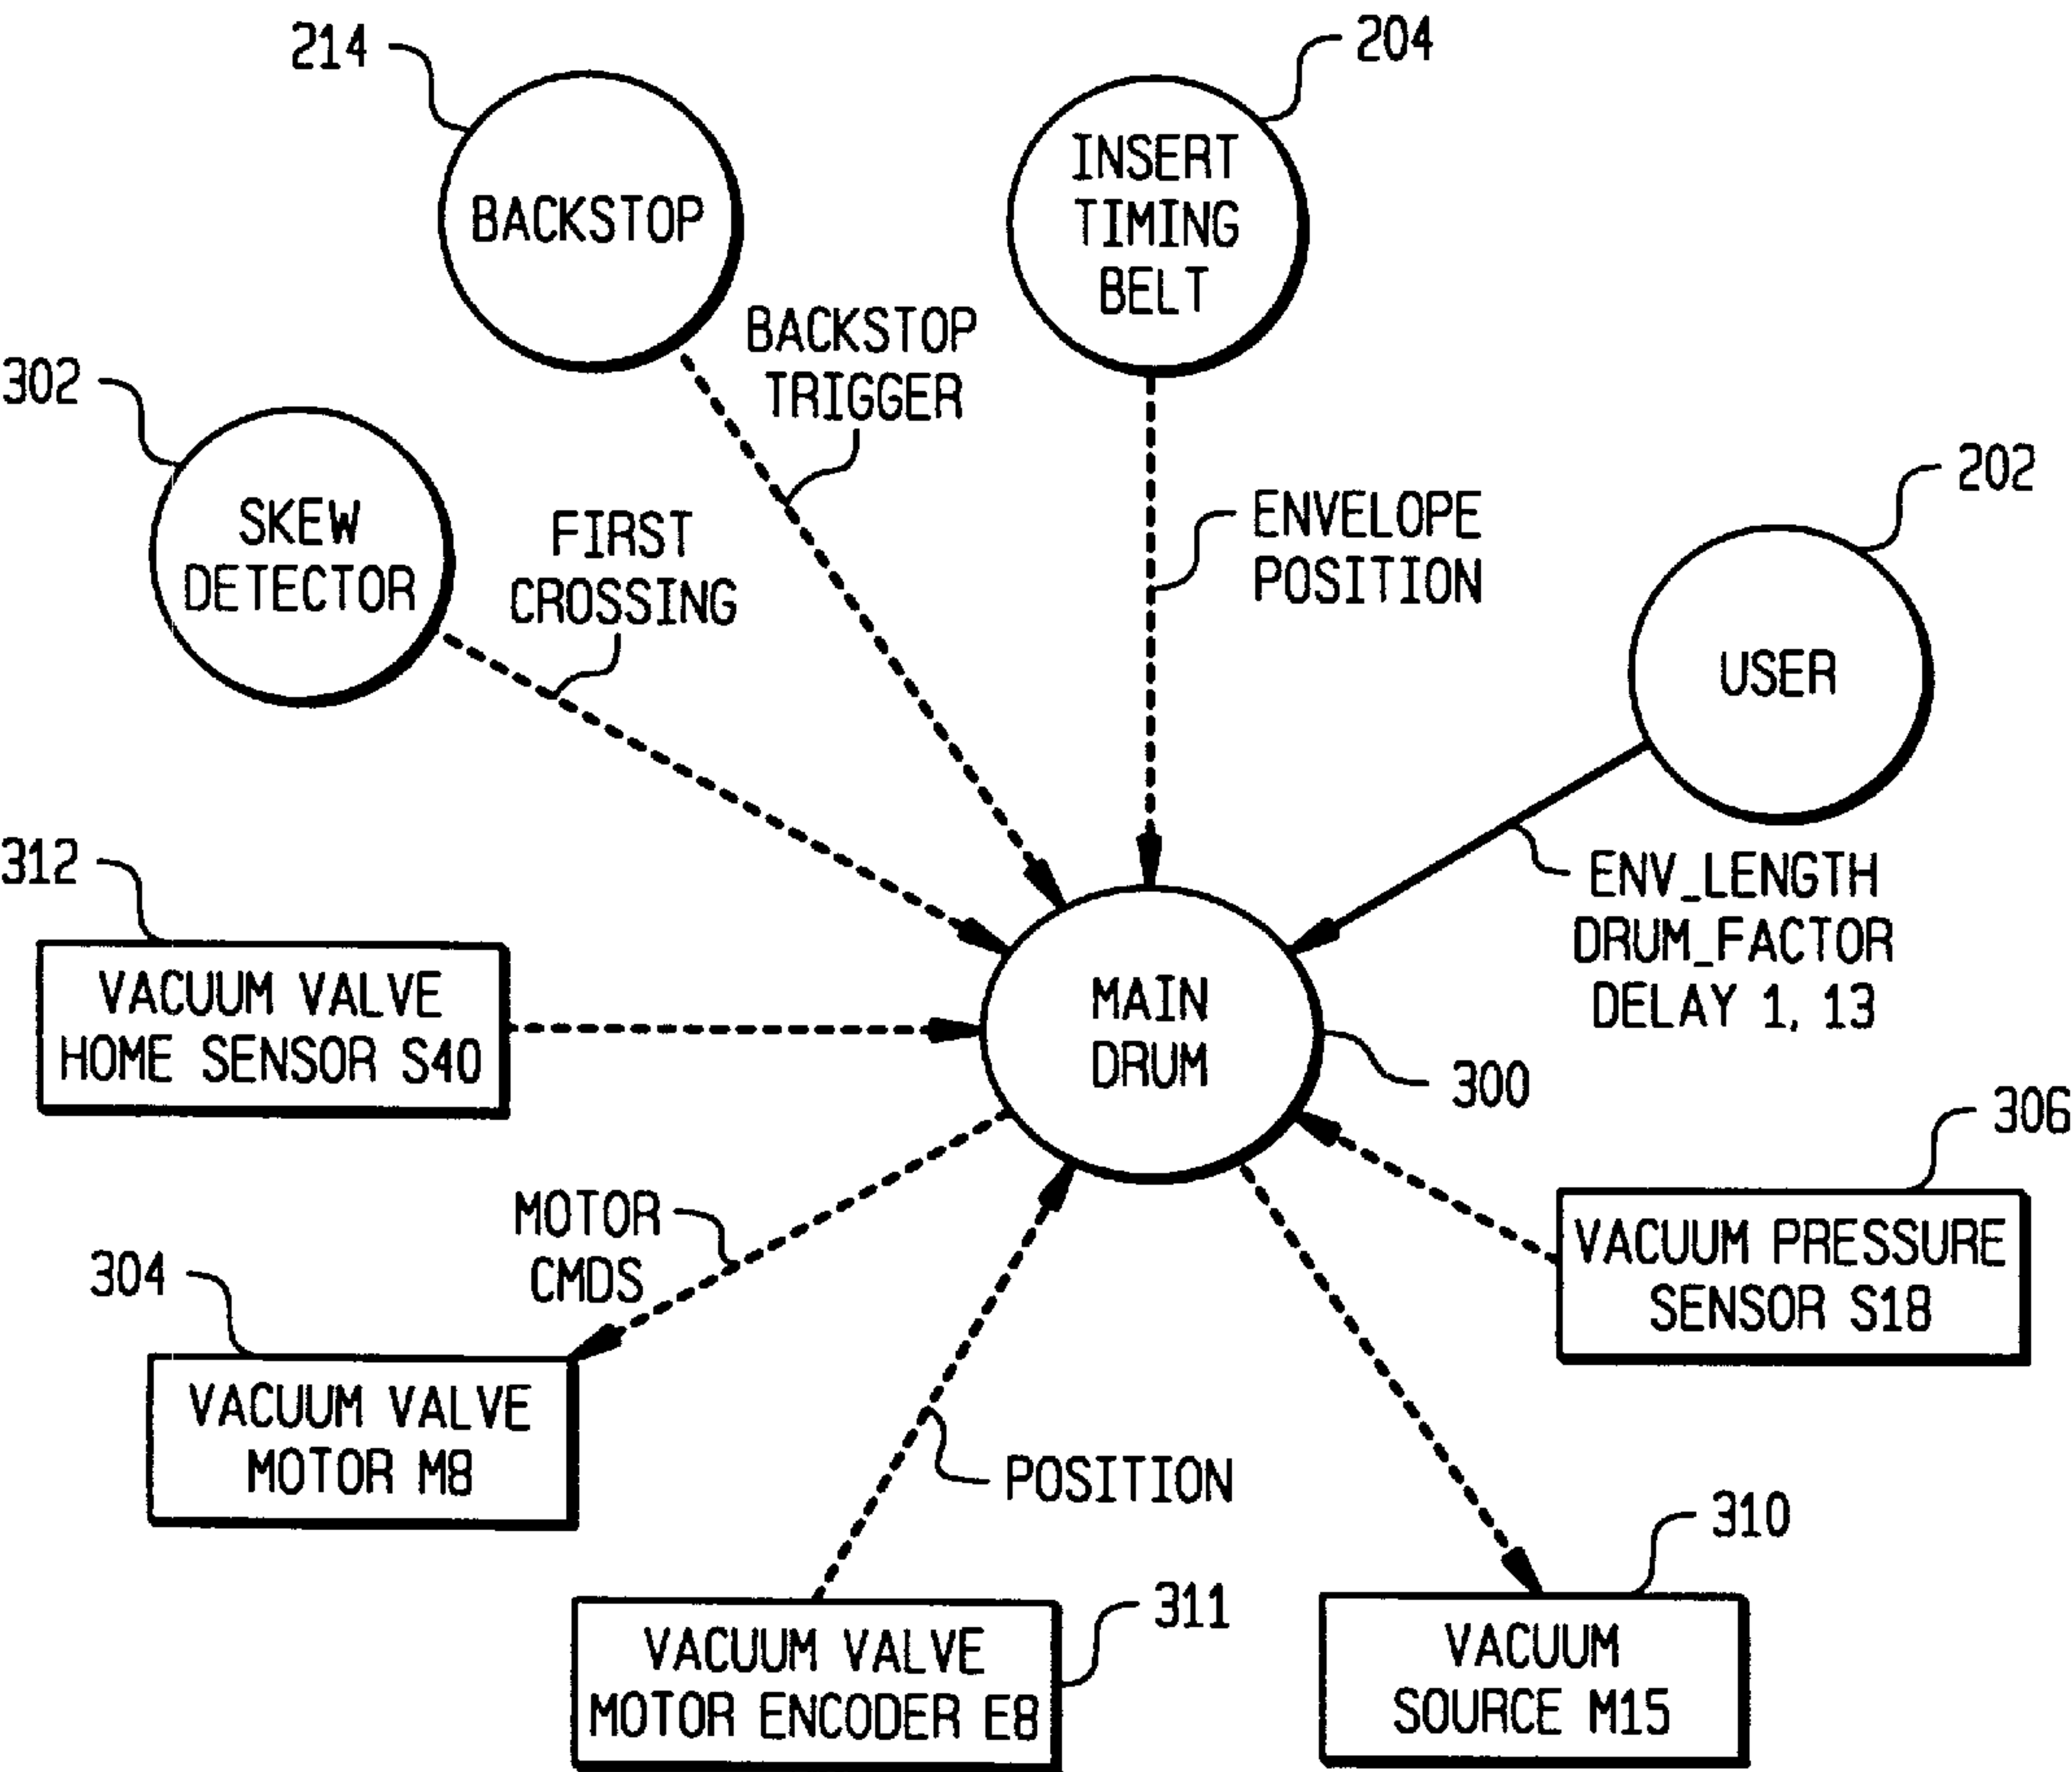 214
204
BACKSTOP
INSERT
TIMING
BELT
BACKSTOP
TRIGGER
302
SKEW
DETECTOR
FIRST
CROSSING
ENVELOPE
POSITION
202
USER
312
VACUUM VALVE
HOME SENSOR S40
MAIN
DRUM
ENV_LENGTH
DRUM_FACTOR
DELAY 1, 13
300
306
VACUUM PRESSURE
SENSOR S18
MOTOR
CMDS
304
VACUUM VALVE
MOTOR M8
POSITION
310
311
VACUUM VALVE
MOTOR ENCODER E8
VACUUM
SOURCE M15